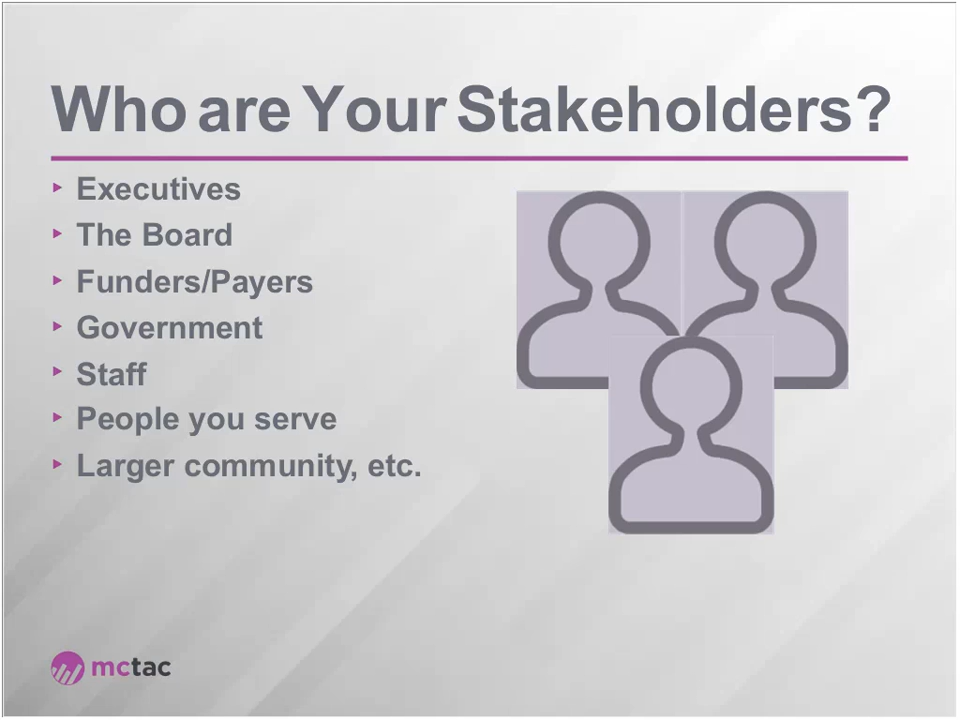 Who are Your Stakeholders?
Executives
The Board
Funders/Payers
Government
Staff
People you serve
Larger community, etc.
mctac